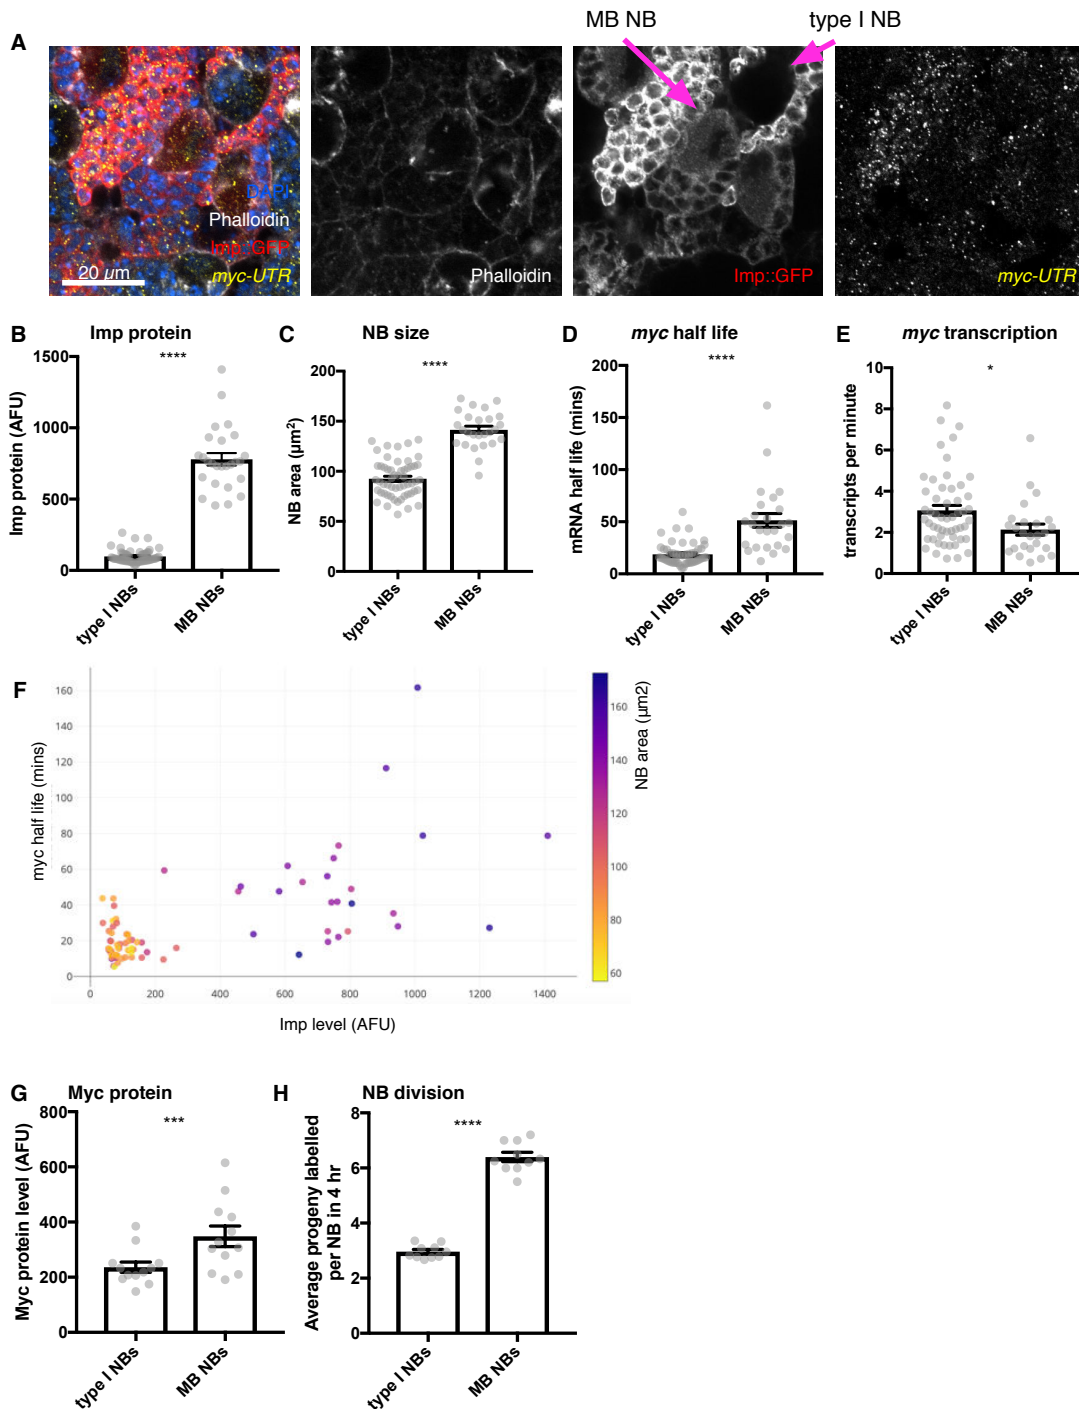 MB NB type I NB
A
DAPI
Phalloidin
Imp::GFP
20 µm
myc-UTR
Phalloidin
Imp::GFP
myc-UTR
B Imp protein
****
Imp protein (AFU)
1500
1000
500
0
type I NBs
MB NBs
C NB size
****
NB area (µm²)
200
150
100
50
0
type I NBs
MB NBs
D myc half life
****
mRNA half life (mins)
200
150
100
50
0
type I NBs
MB NBs
E myc transcription
*
transcripts per minute
10
8
6
4
2
0
type I NBs
MB NBs
F
myc half life (mins)
160
140
120
100
80
60
40
20
0
0 200 400 600 800 1000 1200 1400
Imp level (AFU)
160
140
120
100
80
60
NB area (µm2)
G Myc protein
***
Myc protein level (AFU)
800
600
400
200
0
type I NBs
MB NBs
H NB division
****
Average progeny labelled
per NB in 4 hr
8
6
4
2
0
type I NBs
MB NBs